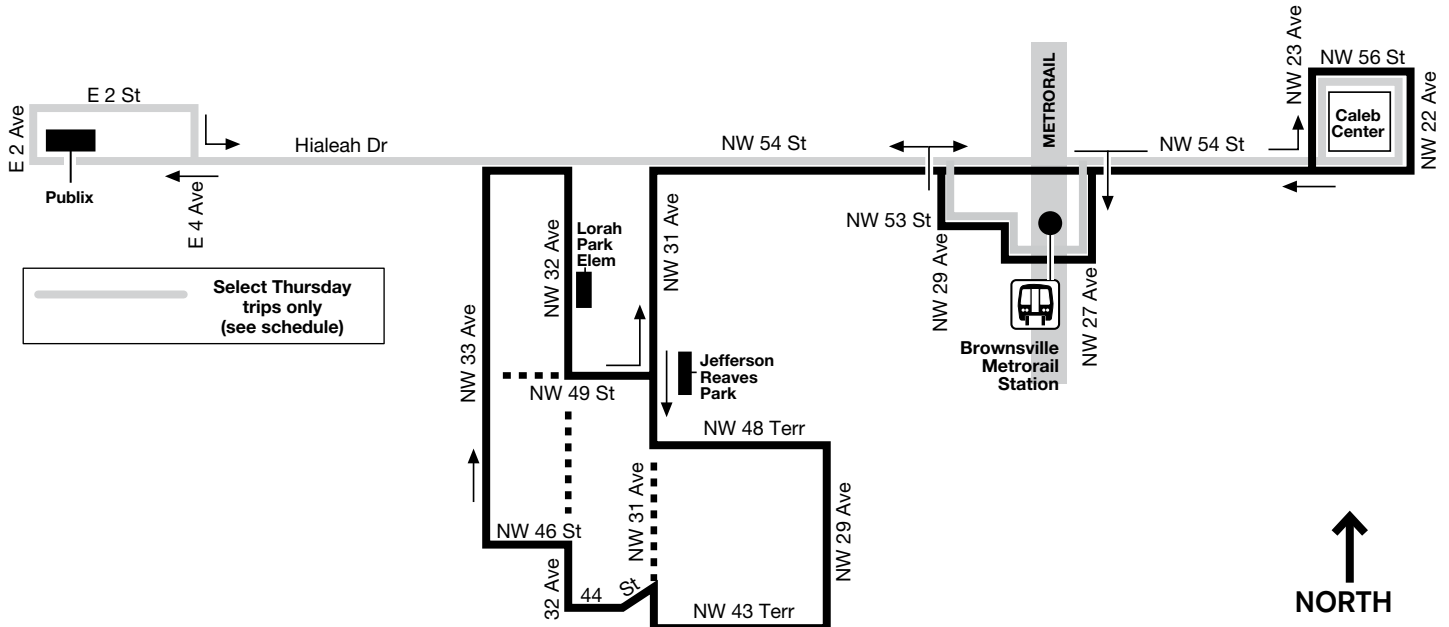 NW 23 Ave
NW 56 St
METRORAIL
E 2 St
E 2 Ave
Caleb
Center
NW 22 Ave
Hialeah Dr
NW 54 St
NW 54 St
Publix
E 4 Ave
NW 53 St
NW 29 Ave
NW 27 Ave
Lorah
Park
Elem
NW 32 Ave
NW 31 Ave
Select Thursday
trips only
(see schedule)
NW 33 Ave
Brownsville
Metrorail
Station
Jefferson
Reaves
Park
NW 49 St
NW 48 Terr
NW 31 Ave
NW 29 Ave
NW 46 St
32 Ave
44 St
NW 43 Terr
NORTH